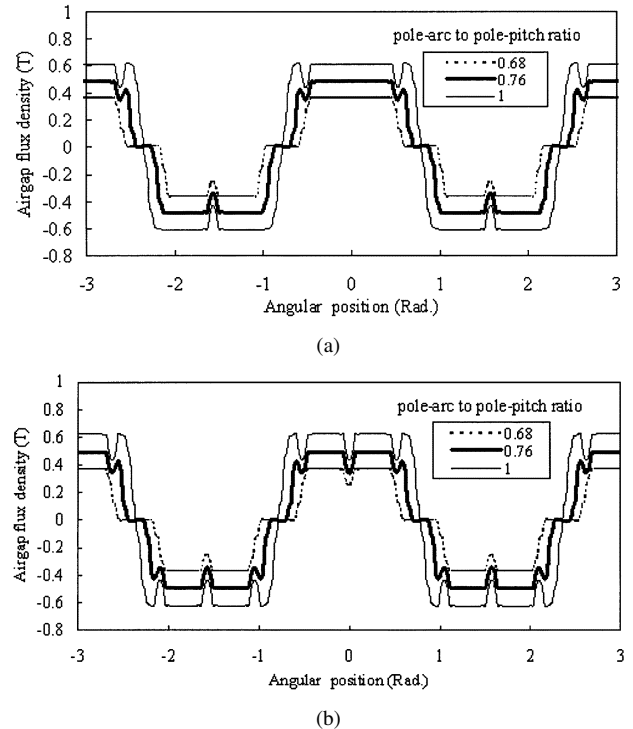 1
0.8
0.6
0.4
0.2
0
-0.2
-0.4
-0.6
-0.8
Airgap flux density (T)
pole-arc to pole-pitch ratio
0.68
0.76
1
-3 -2 -1 0 1 2 3
Angular position (Rad.)
(a)
1
0.8
0.6
0.4
0.2
0
-0.2
-0.4
-0.6
-0.8
Airgap flux density (T)
pole-arc to pole-pitch ratio
0.68
0.76
1
-3 -2 -1 0 1 2 3
Angular position (Rad.)
(b)